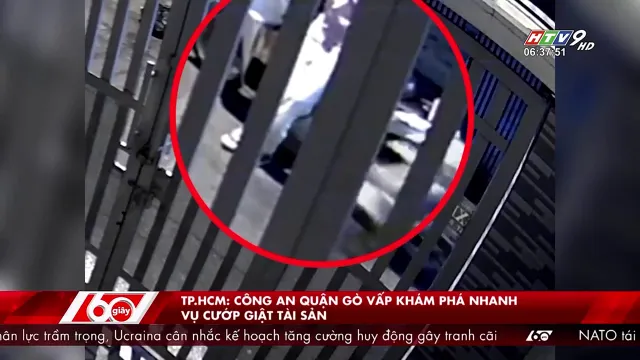 HTV9 HD
06:37:51
60 giây
TP.HCM: CÔNG AN QUẬN GÒ VẤP KHÁM PHÁ NHANH
VỤ CƯỚP GIẬT TÀI SẢN
hân lực trầm trọng, Ucraina cân nhắc kế hoạch tăng cường huy động gây tranh cãi 60 NATO tái